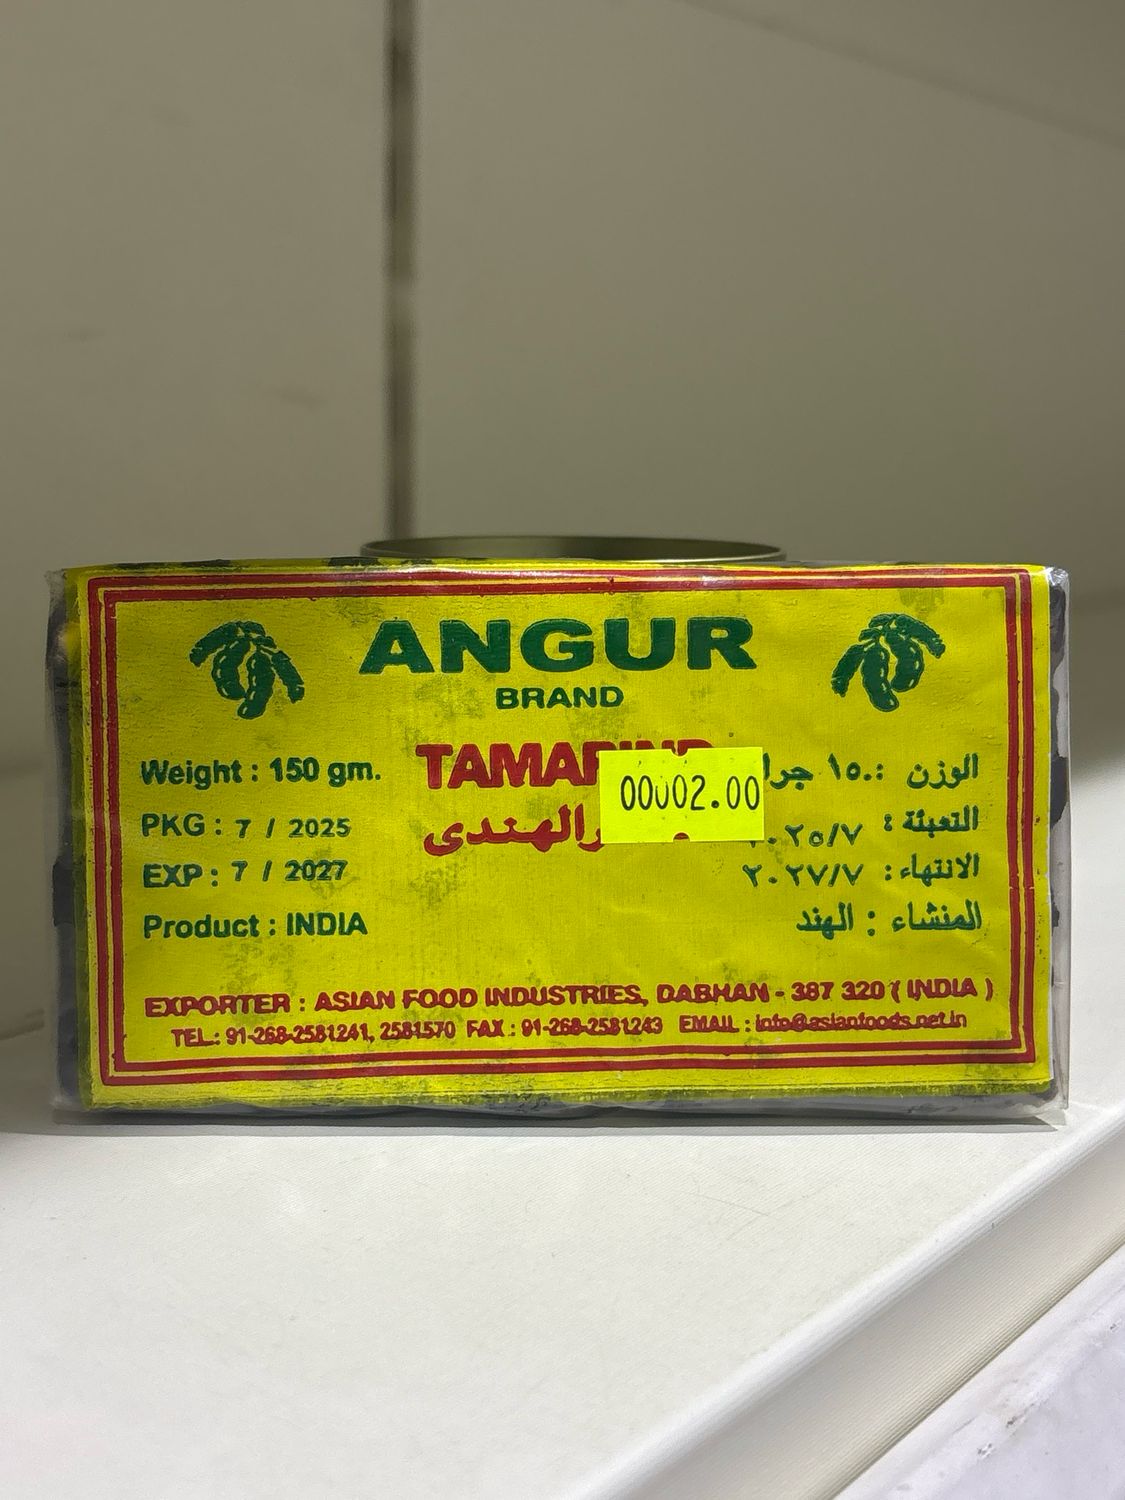 ANGUR
BRAND
Weight : 150 gm.
PKG : 7 / 2025
EXP : 7 / 2027
Product : INDIA
00002.00
الوزن :
التعبئة :
الانتهاء: ٢٠٢٧/٧
المنشاء : الهند
EXPORTER : ASIAN FOOD INDUSTRIES, DABHAN - 387 320 ( INDIA )
TEL.: 91-268-2581241, 2581570 FAX : 91-268-2581243 EMAIL : info@asianfoods.net.in